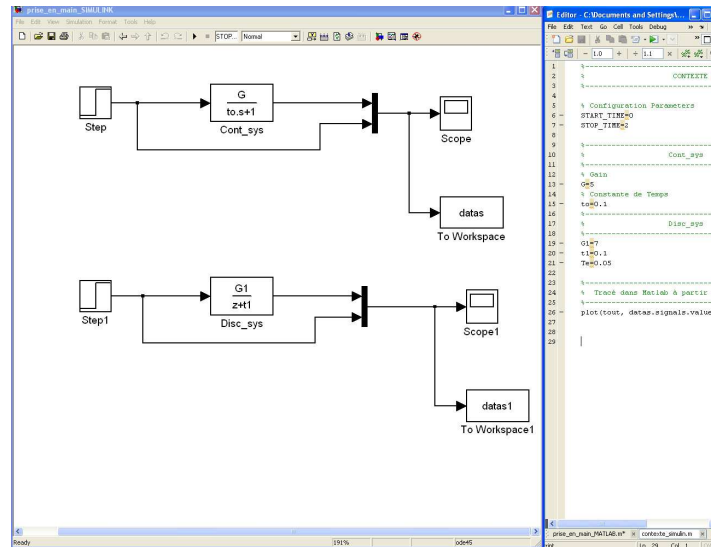 prise_en_main_SIMULINK
File Edit View Simulation Format Tools Help
STOP... Normal
Step
G
to.s+1
Cont_sys
Scope
datas
To Workspace
Step1
G1
z+t1
Disc_sys
Scope1
datas1
To Workspace1
Ready 191% ode45
Editor - C:\Documents and Settings\...
File Edit Text Go Cell Tools Debug
1.0 1.1
1 %----------
2 % CONTEXTE
3 %----------
4
5 % Configuration Parameters
6 - START_TIME=0
7 - STOP_TIME=2
8
9 %----------
10 % Cont_sys
11 %----------
12 % Gain
13 - G=5
14 % Constante de Temps
15 - to=0.1
16 %----------
17 % Disc_sys
18 %----------
19 - G1=7
20 - t1=0.1
21 - Te=0.05
22
23 %----------
24 % Tracé dans Matlab à partir
25 %----------
26 - plot(tout, datas.signals.value
27
28
29
prise_en_main_MATLAB.m* × contexte_simulin.m ×
Ln 29 Col 1